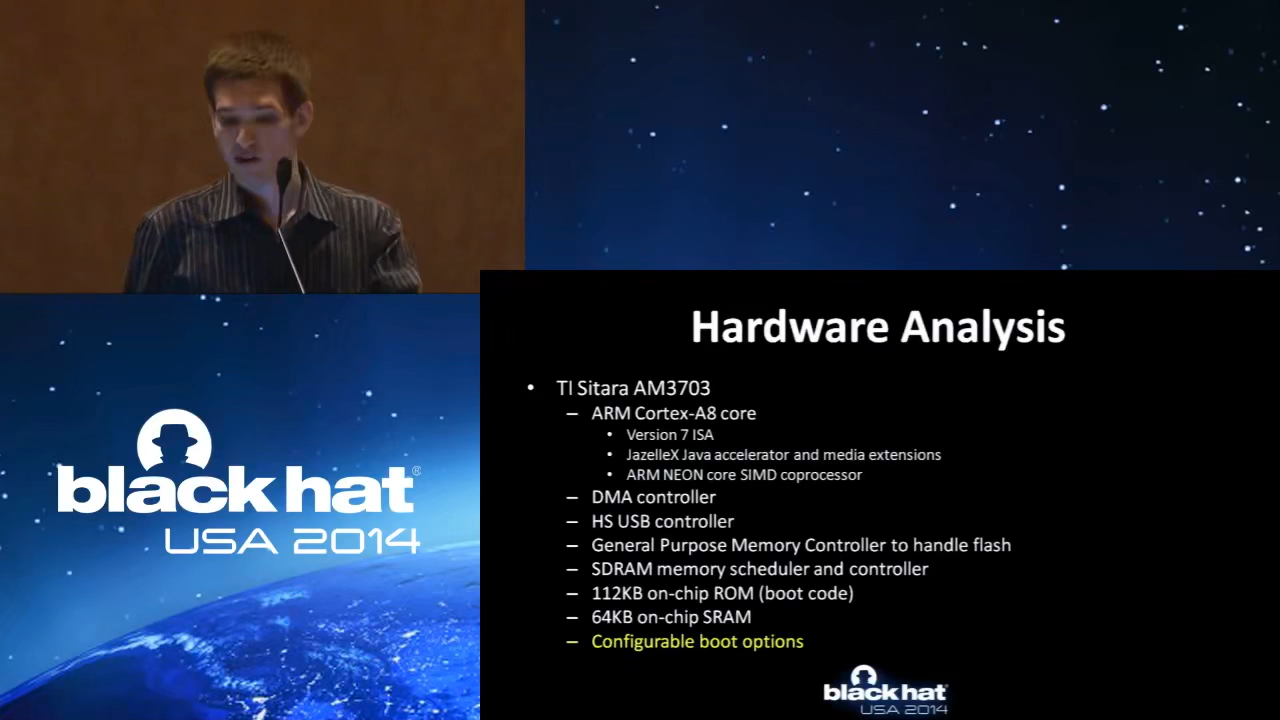 Hardware Analysis
• TI Sitara AM3703
– ARM Cortex-A8 core
• Version 7 ISA
• JazelleX Java accelerator and media extensions
• ARM NEON core SIMD coprocessor
– DMA controller
– HS USB controller
– General Purpose Memory Controller to handle flash
– SDRAM memory scheduler and controller
– 112KB on-chip ROM (boot code)
– 64KB on-chip SRAM
– Configurable boot options
black hat®
USA 2014
black hat
USA 2014